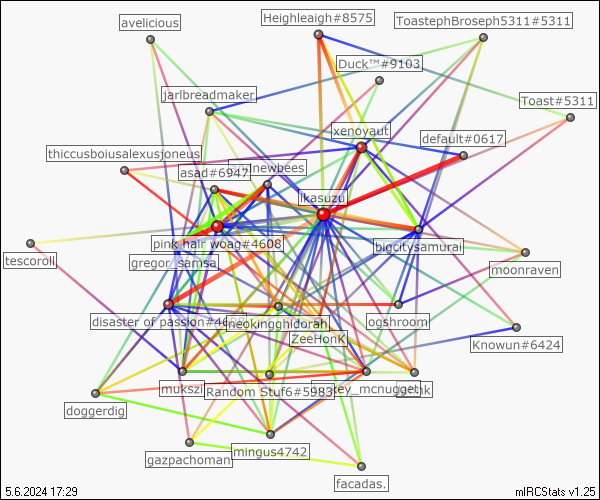 avelicious
Heighleigh#8575
ToastephBroseph5311#5311
Duck™#9103
jarlbreadmaker
Toast#5311
xenoyaut
default#0617
thiccusboiusalexusjoneus
asad#6947
newbees
ikasuzu
pink hair woag#4608
bigcitysamurai
tescoroll
gregor_samsa
moonraven
disaster of passion#4
neokingghidorah
ogshroom
ZeeHonk
Knowun#6424
mukszi
Random Stuf6#5983
key_mcnugget
doggerdig
gazpachoman
mingus4742
facadas.
5.6.2024 17:29
mIRCStats v1.25